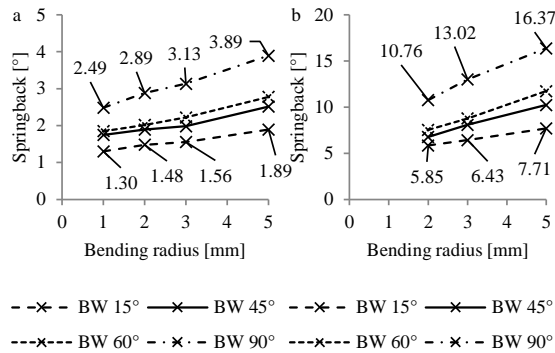 a
Springback [°]
5
4
3
2
1
0
2.49
2.89
3.13
3.89
1.30
1.48
1.56
1.89
0 1 2 3 4 5
Bending radius [mm]
b
Springback [°]
20
15
10
5
0
10.76
13.02
16.37
5.85
6.43
7.71
0 1 2 3 4 5
Bending radius [mm]
BW 15° BW 45° BW 15° BW 45°
BW 60° BW 90° BW 60° BW 90°